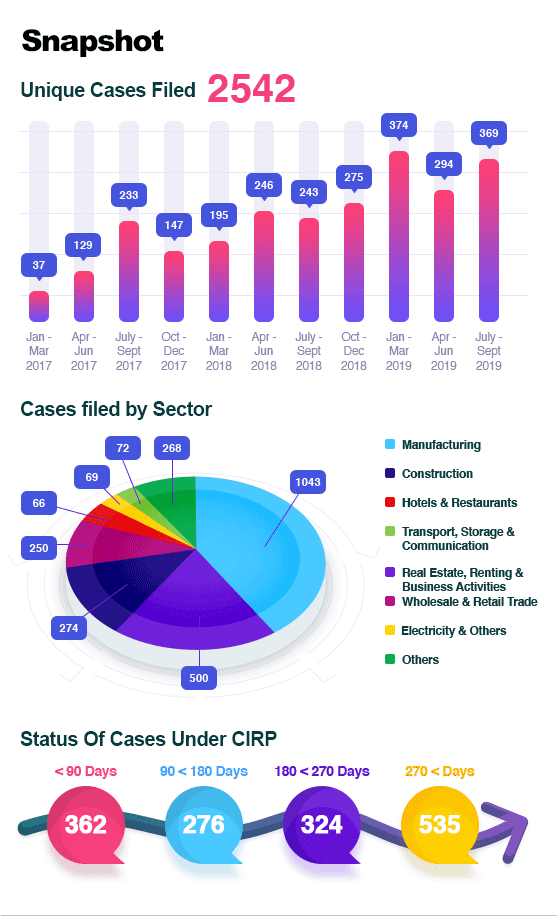 Snapshot
Unique Cases Filed 2542
37
129
233
147
195
246
243
275
374
294
369
Jan -
Mar
2017
Apr -
Jun
2017
July -
Sept
2017
Oct -
Dec
2017
Jan -
Mar
2018
Apr -
Jun
2018
July -
Sept
2018
Oct -
Dec
2018
Jan -
Mar
2019
Apr -
Jun
2019
July -
Sept
2019
Cases filed by Sector
268
72
69
66
250
274
500
1043
Manufacturing
Construction
Hotels & Restaurants
Transport, Storage &
Communication
Real Estate, Renting &
Business Activities
Wholesale & Retail Trade
Electricity & Others
Others
Status Of Cases Under CIRP
< 90 Days
90 < 180 Days
180 < 270 Days
270 < Days
362
276
324
535